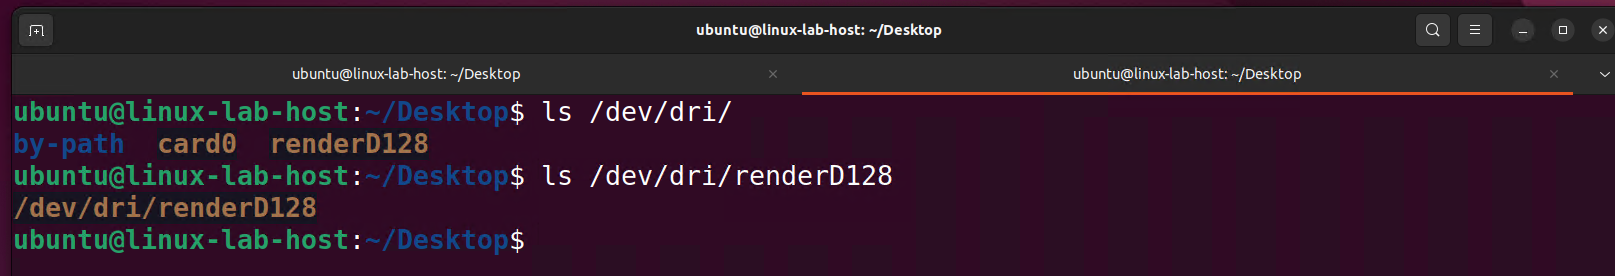 ubuntu@linux-lab-host: ~/Desktop
ubuntu@linux-lab-host: ~/Desktop
ubuntu@linux-lab-host: ~/Desktop
ubuntu@linux-lab-host:~/Desktop$ ls /dev/dri/
by-path  card0  renderD128
ubuntu@linux-lab-host:~/Desktop$ ls /dev/dri/renderD128
/dev/dri/renderD128
ubuntu@linux-lab-host:~/Desktop$